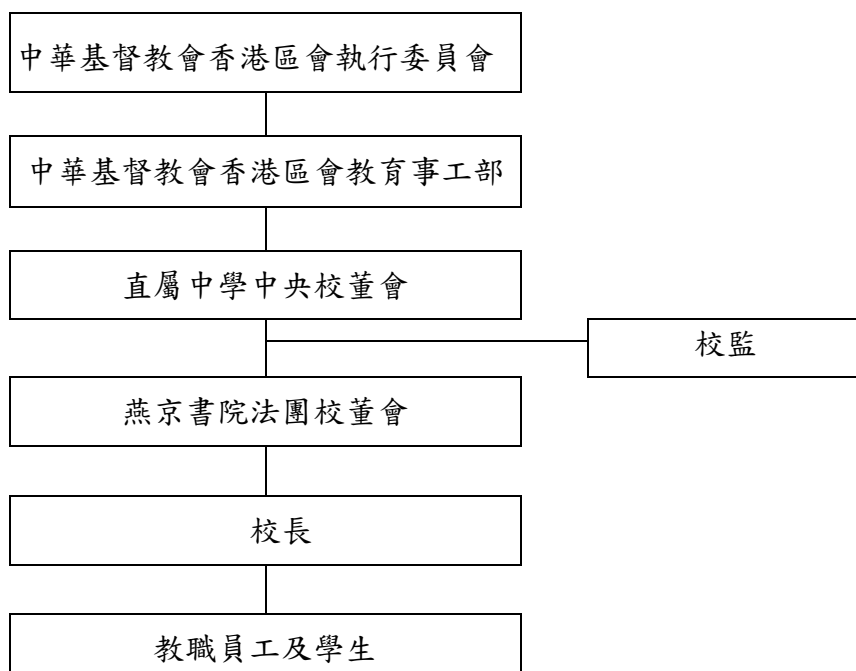 中華基督教會香港區會執行委員會
中華基督教會香港區會教育事工部
直屬中學中央校董會
校監
燕京書院法團校董會
校長
教職員工及學生